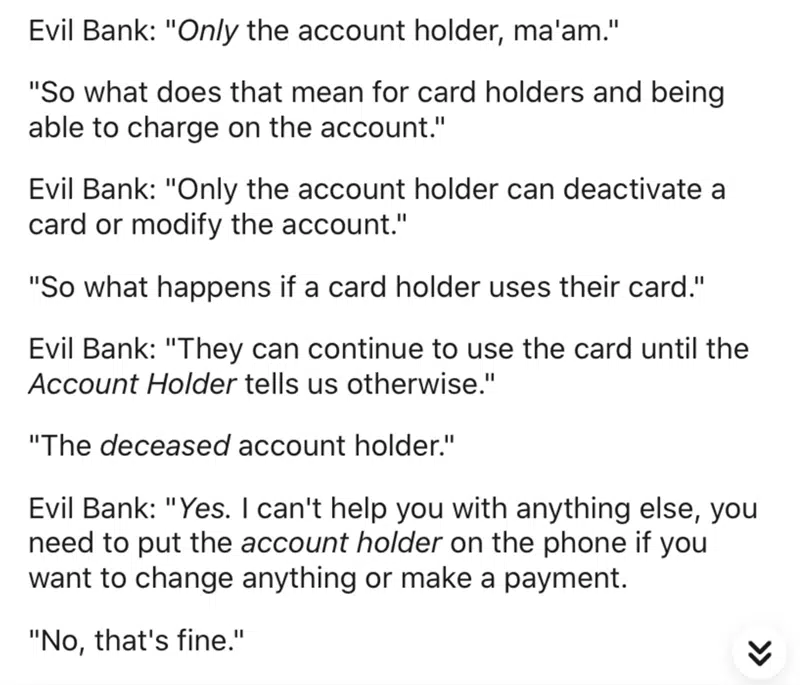 Evil Bank: "Only the account holder, ma'am."
"So what does that mean for card holders and being
able to charge on the account."
Evil Bank: "Only the account holder can deactivate a
card or modify the account."
"So what happens if a card holder uses their card."
Evil Bank: "They can continue to use the card until the
Account Holder tells us otherwise."
"The deceased account holder."
Evil Bank: "Yes. I can't help you with anything else, you
need to put the account holder on the phone if you
want to change anything or make a payment.
"No, that's fine."